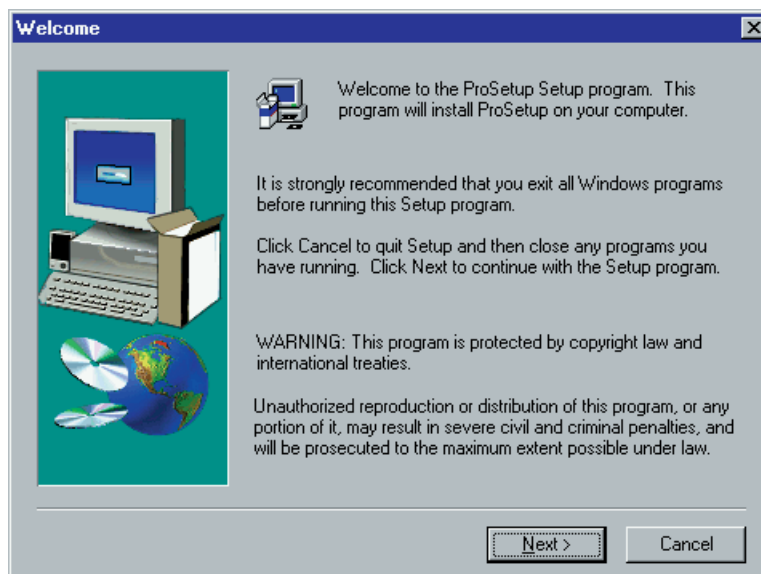 Welcome
Welcome to the ProSetup Setup program. This
program will install ProSetup on your computer.
It is strongly recommended that you exit all Windows programs
before running this Setup program.
Click Cancel to quit Setup and then close any programs you
have running. Click Next to continue with the Setup program.
WARNING: This program is protected by copyright law and
international treaties.
Unauthorized reproduction or distribution of this program, or any
portion of it, may result in severe civil and criminal penalties, and
will be prosecuted to the maximum extent possible under law.
Next > Cancel